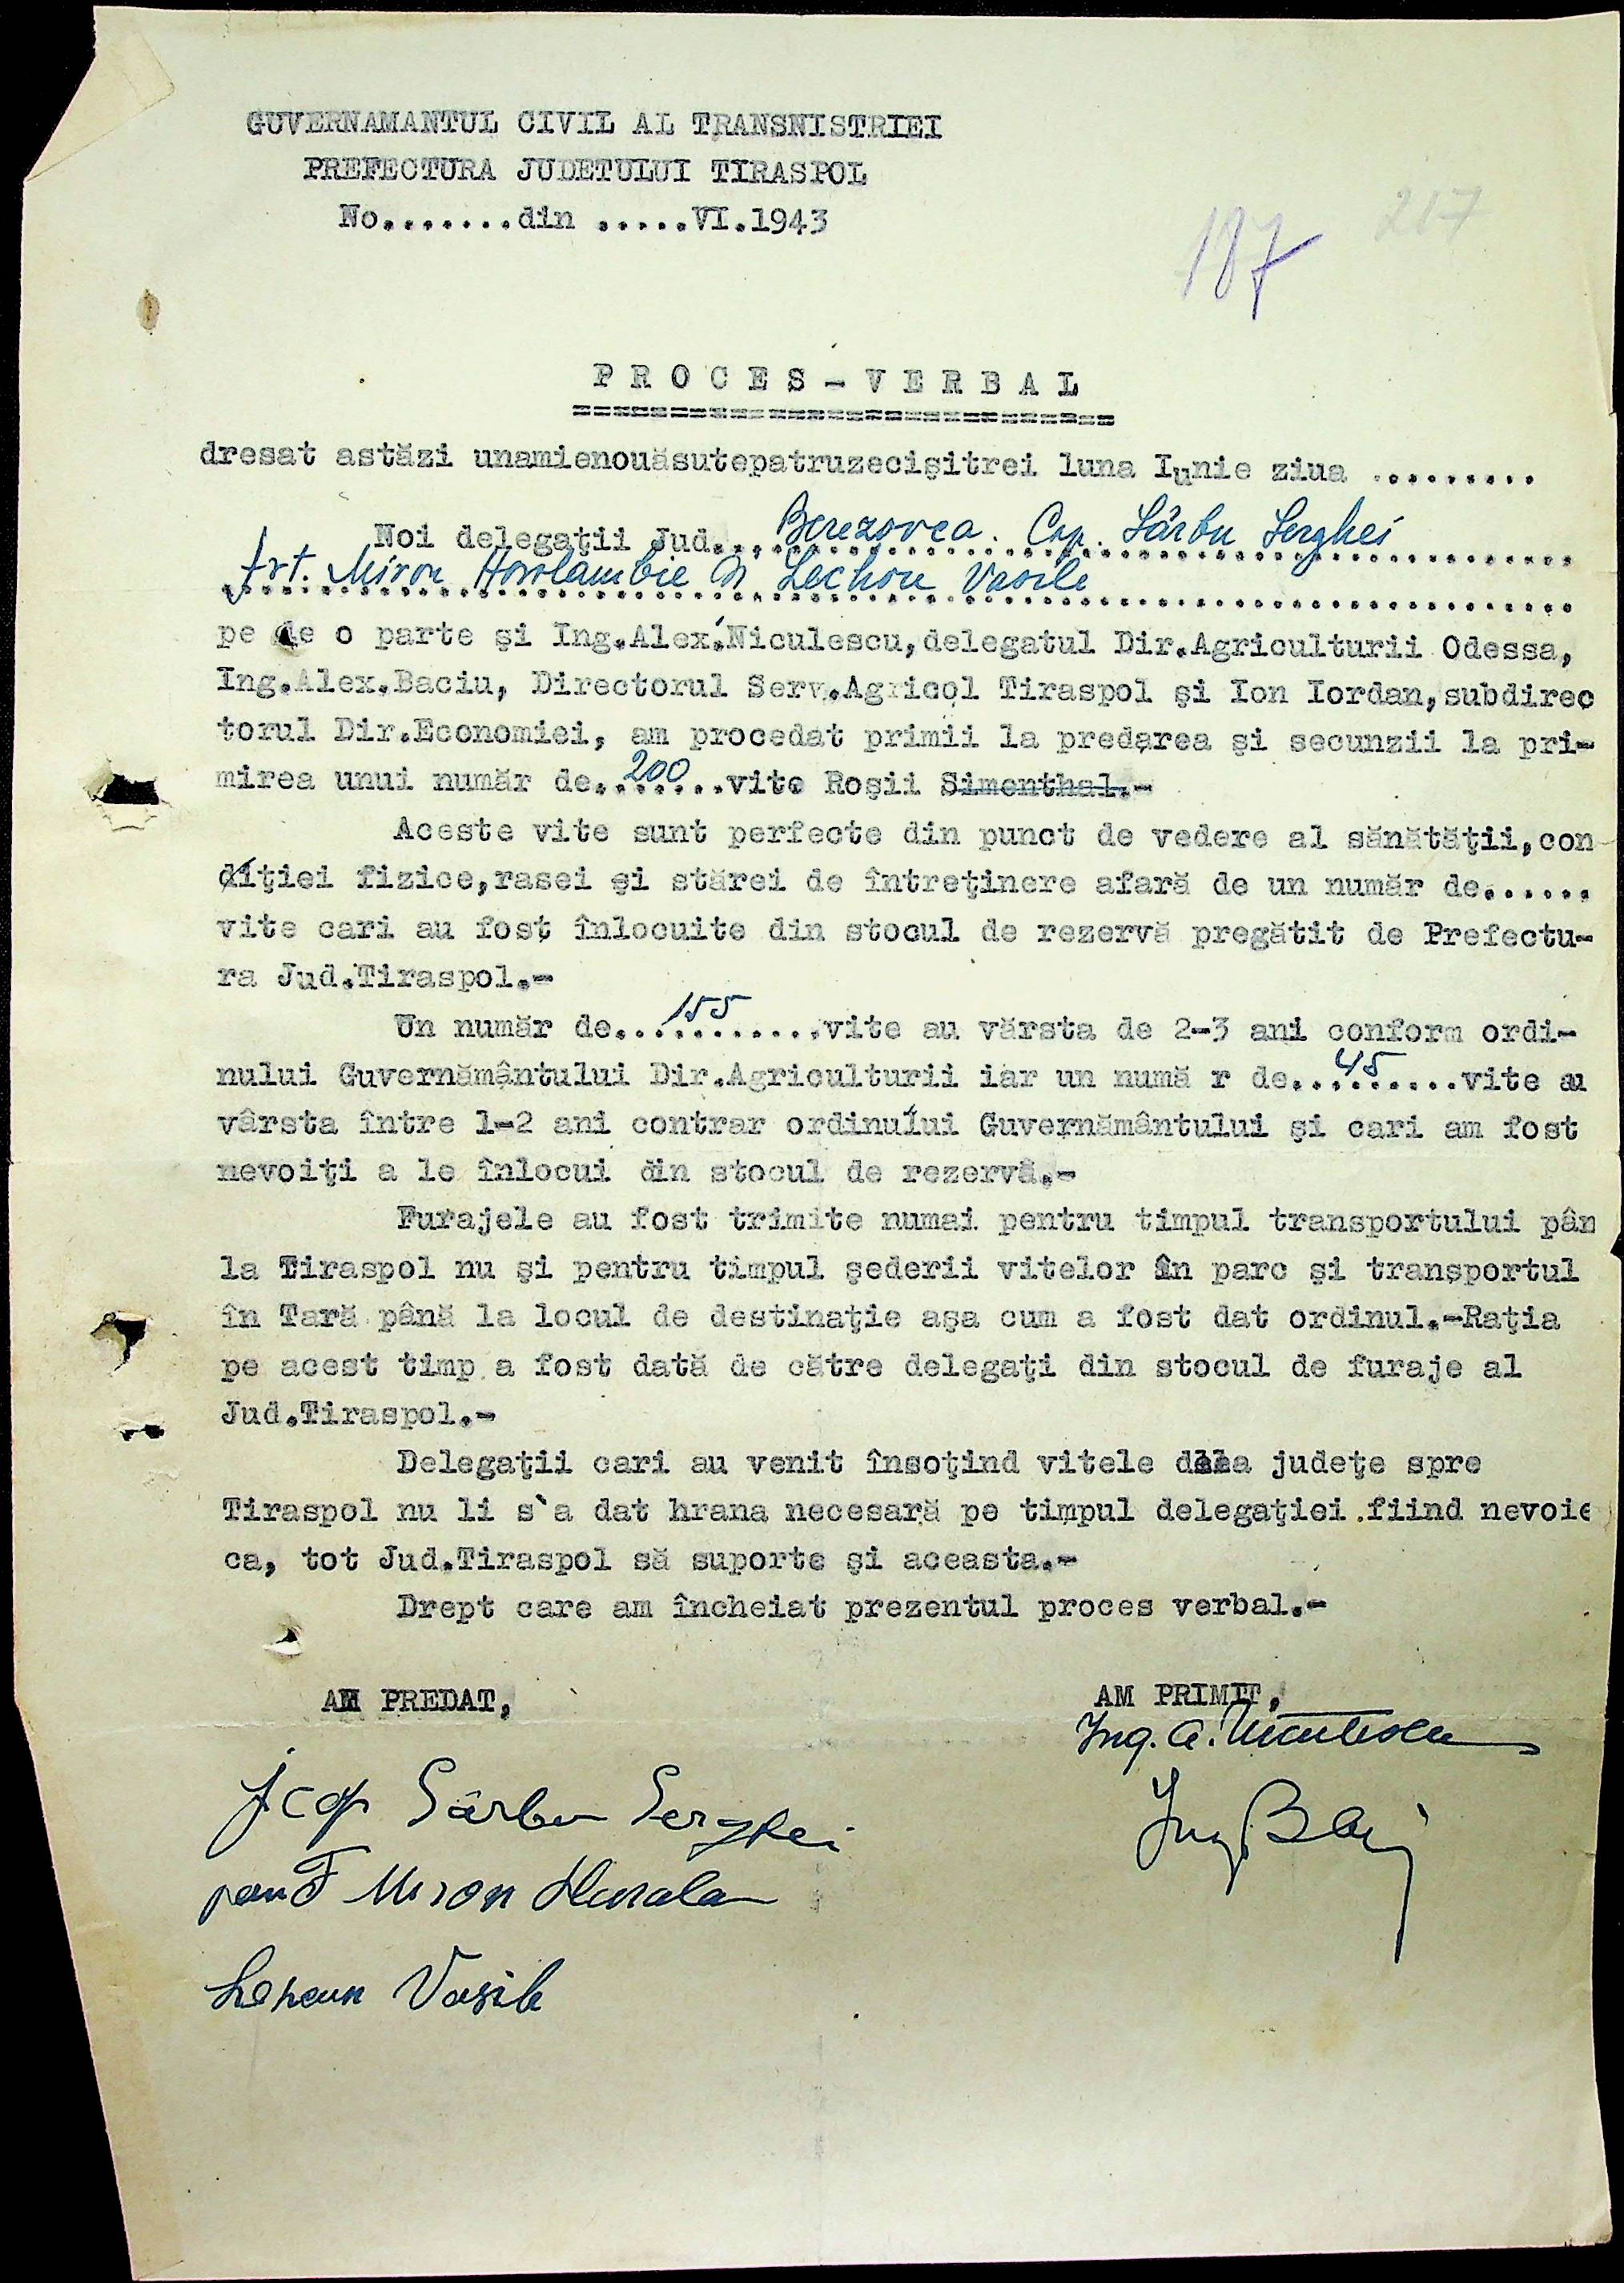 GUVERNAMANTUL CIVIL AL TRANSNISTRIEI
PREFECTURA JUDETULUI TIRASPOL
No.......din .....VI.1943
187 217
PROCES-VERBAL
============================
dresat astăzi unamienouăsutepatruzecişitrei luna Iunie ziua .........
Noi delegaţii Jud... Berezovca. Cap. Sârbu Serghei
frt. Miron Haralambie Lechou Vasile
pe de o parte şi Ing.Alex.Niculescu,delegatul Dir.Agriculturii Odessa,
Ing.Alex.Baciu, Directorul Serv.Agricol Tiraspol şi Ion Iordan,subdirec
torul Dir.Economiei, am procedat primii la predarea şi secunzii la pri-
mirea unui număr de..200...vite Roşii Simenthal.-
Aceste vite sunt perfecte din punct de vedere al sănătăţii,con
diţiei fizice,rasei şi stărei de întreţinere afară de un număr de......
vite cari au fost înlocuite din stocul de rezervă pregătit de Prefectu-
ra Jud.Tiraspol.-
Un număr de...155......vite au vărsta de 2-3 ani conform ordi-
nului Guvernământului Dir.Agriculturii iar un numă r de..45.....vite au
vârsta între 1-2 ani contrar ordinului Guvernământului şi cari am fost
nevoiţi a le înlocui din stocul de rezervă.-
Furajele au fost trimite numai pentru timpul transportului pân
la Tiraspol nu şi pentru timpul şederii vitelor în parc şi transportul
în Tară până la locul de destinaţie aşa cum a fost dat ordinul.-Raţia
pe acest timp a fost dată de către delegaţi din stocul de furaje al
Jud.Tiraspol.-
Delegaţii cari au venit însoţind vitele dela judeţe spre
Tiraspol nu li s`a dat hrana necesară pe timpul delegaţiei fiind nevoie
ca, tot Jud.Tiraspol să suporte şi aceasta.-
Drept care am încheiat prezentul proces verbal.-
AM PREDAT, AM PRIMIT,
Ing. A. Niculescu
Sârbu Serghei
Miron Harala
Vasile
Ing.